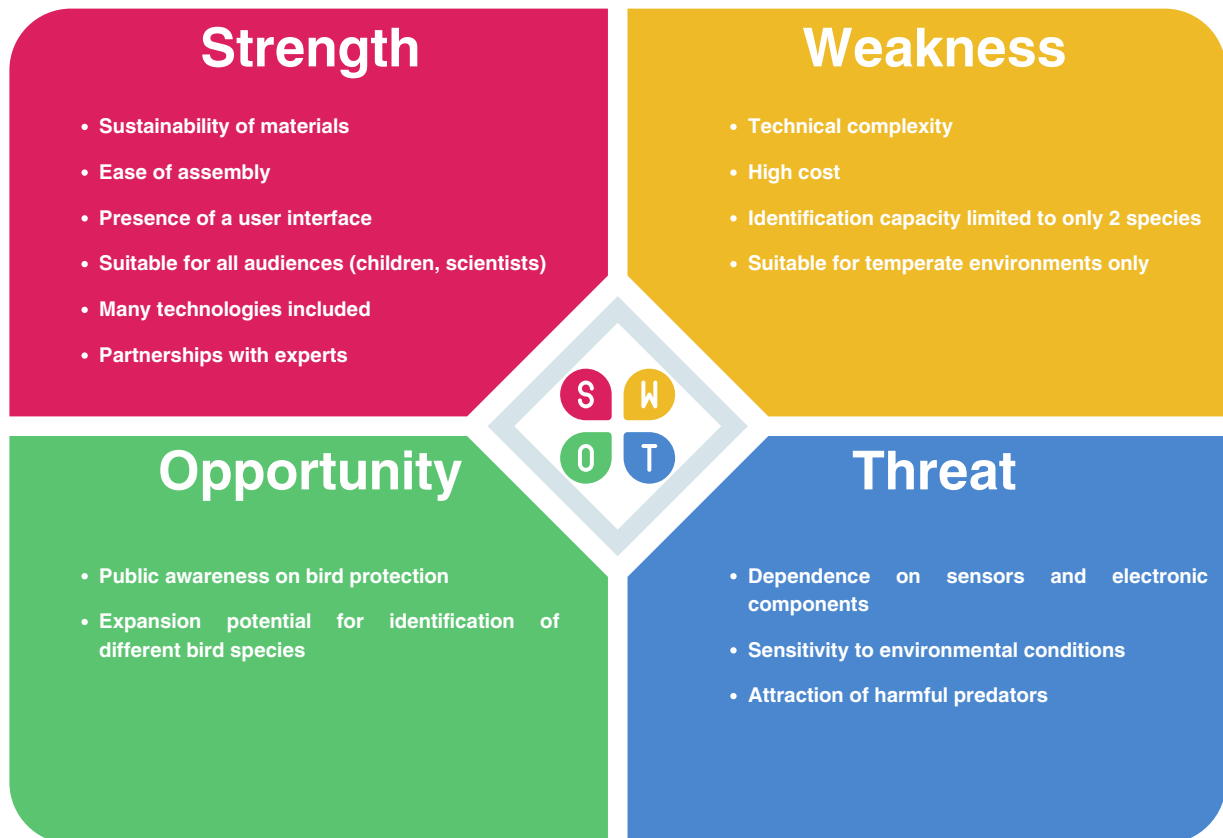 Strength
• Sustainability of materials
• Ease of assembly
• Presence of a user interface
• Suitable for all audiences (children, scientists)
• Many technologies included
• Partnerships with experts
Weakness
• Technical complexity
• High cost
• Identification capacity limited to only 2 species
• Suitable for temperate environments only
S W
O T
Opportunity
• Public awareness on bird protection
• Expansion potential for identification of
different bird species
Threat
• Dependence on sensors and electronic
components
• Sensitivity to environmental conditions
• Attraction of harmful predators